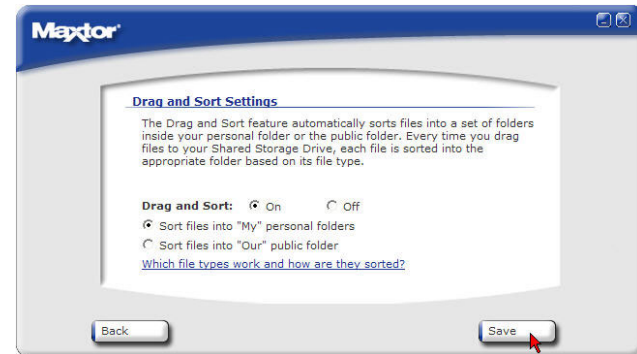 Maxtor
Drag and Sort Settings
The Drag and Sort feature automatically sorts files into a set of folders
inside your personal folder or the public folder. Every time you drag
files to your Shared Storage Drive, each file is sorted into the
appropriate folder based on its file type.
Drag and Sort: On Off
Sort files into "My" personal folders
Sort files into "Our" public folder
Which file types work and how are they sorted?
Back Save